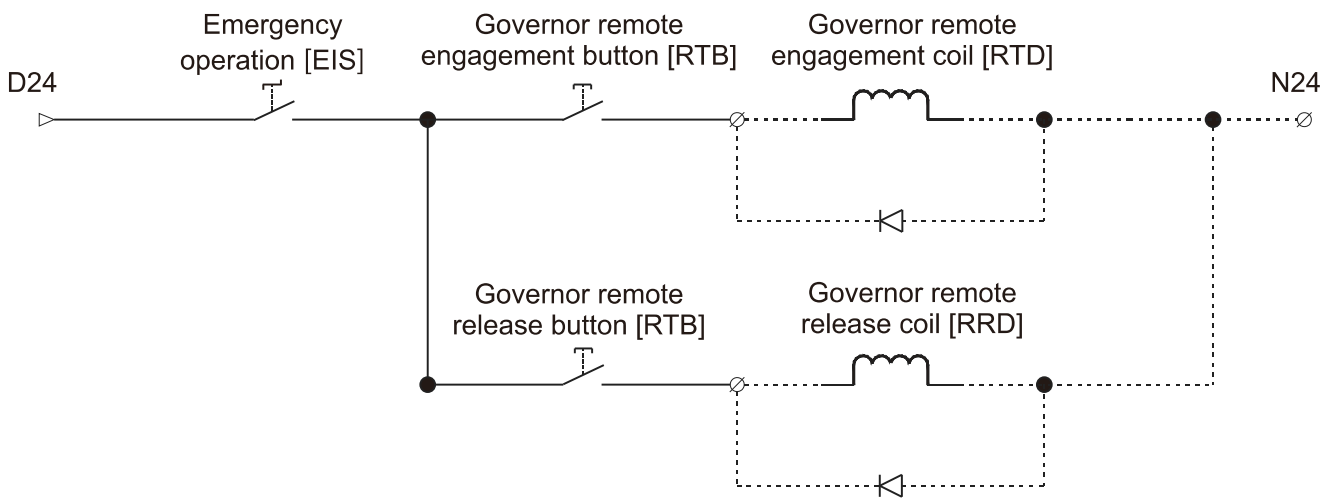 Emergency
operation [EIS]
Governor remote
engagement button [RTB]
Governor remote
engagement coil [RTD]
D24
N24
Governor remote
release button [RTB]
Governor remote
release coil [RRD]